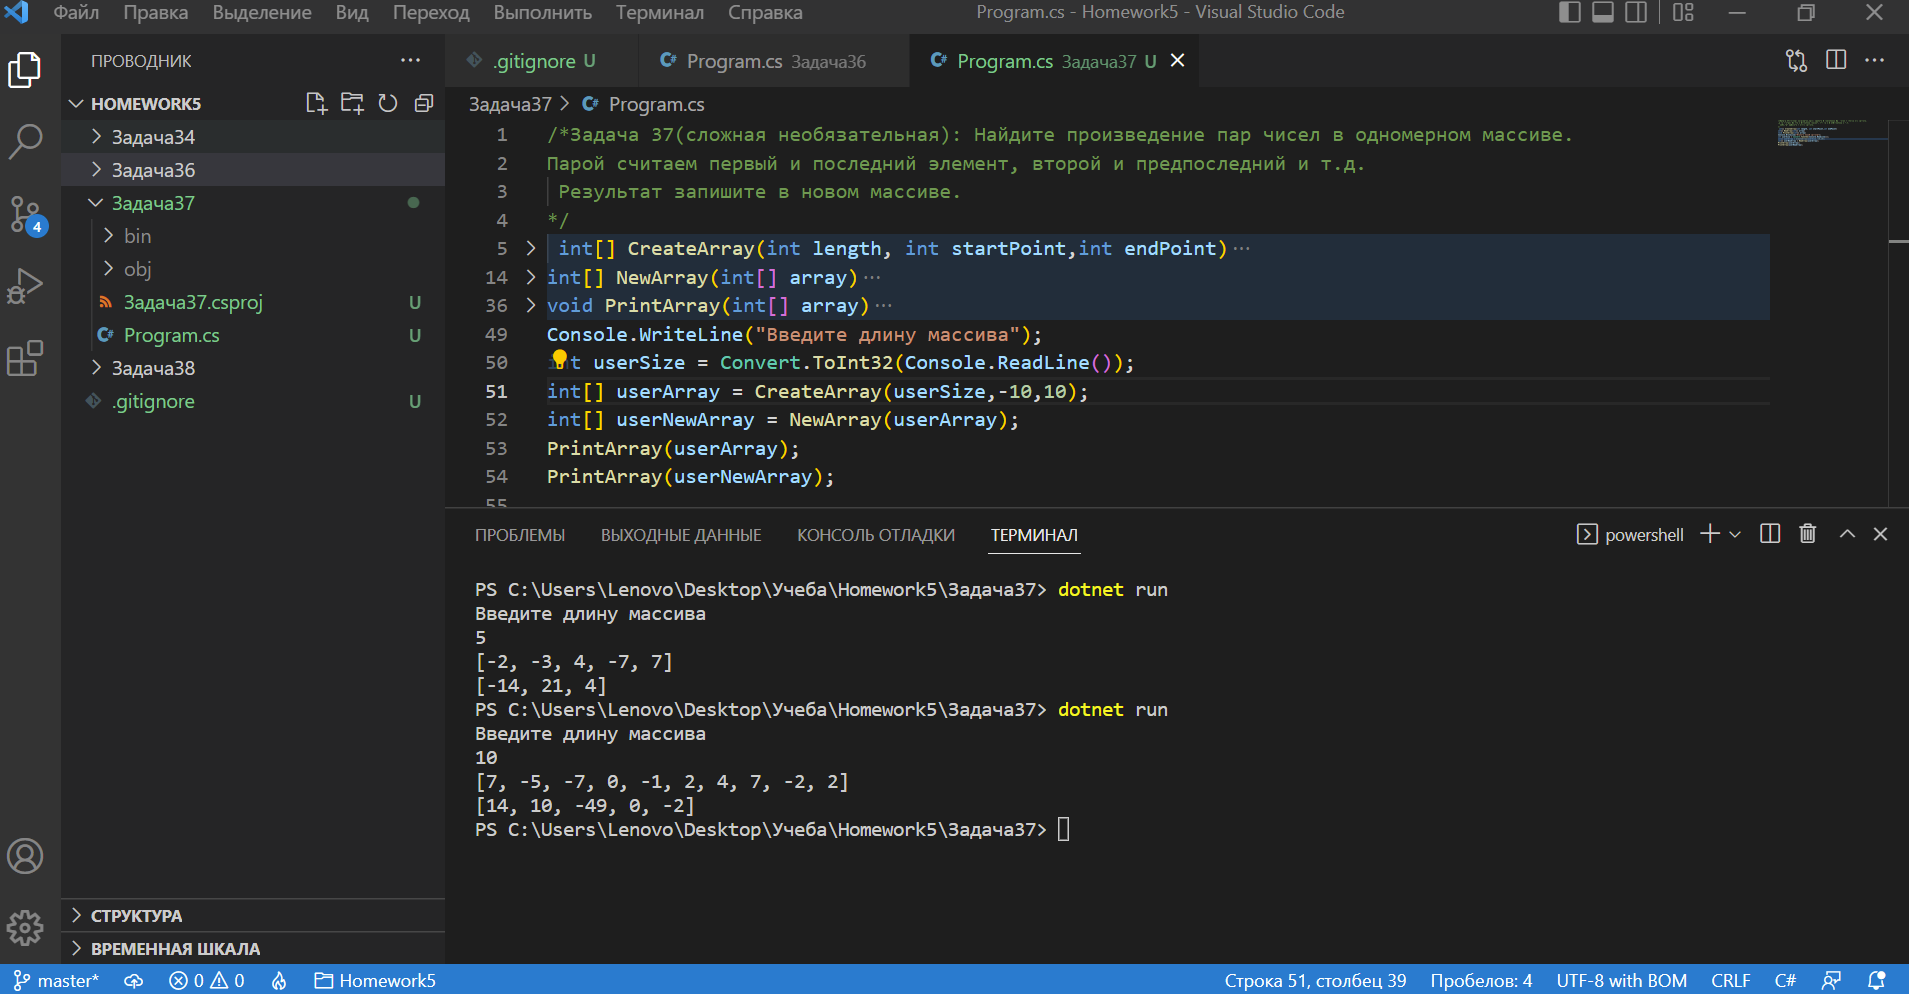 Файл Правка Выделение Вид Переход Выполнить Терминал Справка Program.cs - Homework5 - Visual Studio Code
ПРОВОДНИК
HOMEWORK5
Задача34
Задача36
Задача37
bin
obj
Задача37.csproj U
Program.cs U
Задача38
.gitignore U
СТРУКТУРА
ВРЕМЕННАЯ ШКАЛА
4
.gitignore U Program.cs Задача36 Program.cs Задача37 U
Задача37 > Program.cs
1 /*Задача 37(сложная необязательная): Найдите произведение пар чисел в одномерном массиве.
2 Парой считаем первый и последний элемент, второй и предпоследний и т.д.
3 Результат запишите в новом массиве.
4 */
5 int[] CreateArray(int length, int startPoint,int endPoint)···
14 int[] NewArray(int[] array)···
36 void PrintArray(int[] array)···
49 Console.WriteLine("Введите длину массива");
50 int userSize = Convert.ToInt32(Console.ReadLine());
51 int[] userArray = CreateArray(userSize,-10,10);
52 int[] userNewArray = NewArray(userArray);
53 PrintArray(userArray);
54 PrintArray(userNewArray);
55
ПРОБЛЕМЫ ВЫХОДНЫЕ ДАННЫЕ КОНСОЛЬ ОТЛАДКИ ТЕРМИНАЛ powershell
PS C:\Users\Lenovo\Desktop\Учеба\Homework5\Задача37> dotnet run
Введите длину массива
5
[-2, -3, 4, -7, 7]
[-14, 21, 4]
PS C:\Users\Lenovo\Desktop\Учеба\Homework5\Задача37> dotnet run
Введите длину массива
10
[7, -5, -7, 0, -1, 2, 4, 7, -2, 2]
[14, 10, -49, 0, -2]
PS C:\Users\Lenovo\Desktop\Учеба\Homework5\Задача37>
master* 0 0 Homework5 Строка 51, столбец 39 Пробелов: 4 UTF-8 with BOM CRLF C#